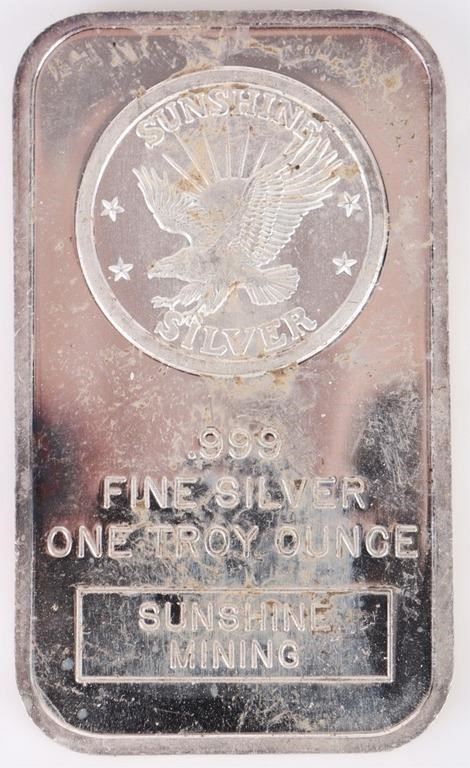 SUNSHINE
SILVER
.999
FINE SILVER
ONE TROY OUNCE
SUNSHINE
MINING